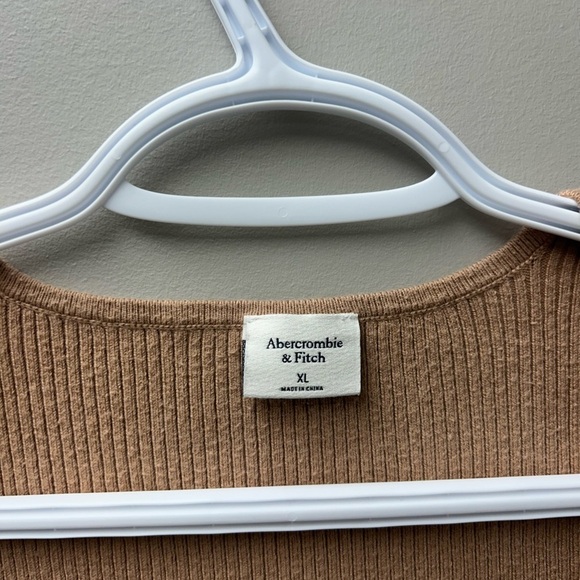 Abercrombie
& Fitch
XL
MADE IN CHINA